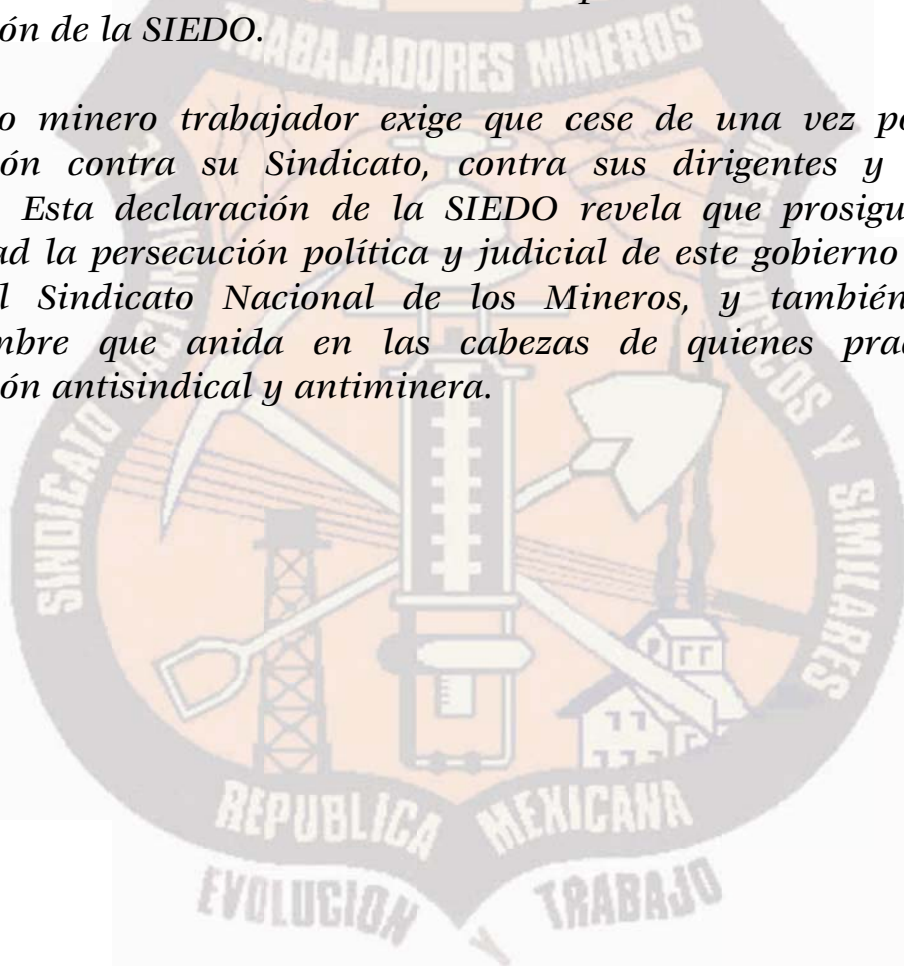 ón de la SIEDO.
o minero trabajador exige que cese de una vez po
ón contra su Sindicato, contra sus dirigentes y
Esta declaración de la SIEDO revela que prosigu
ad la persecución política y judicial de este gobierno
l Sindicato Nacional de los Mineros, y también
mbre que anida en las cabezas de quienes prac
ón antisindical y antiminera.
TRABAJADORES MINEROS
SINDICATO NACIONAL D
METALURGICOS Y SIMILARES
REPUBLICA MEXICANA
EVOLUCION Y TRABAJO